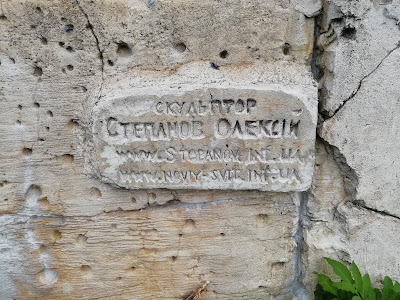 СКУЛЬПТОР
СТЕПАНОВ ОЛЕКСІЙ
WWW.STEPANOV.INF.UA
WWW.NOVIY-SVIT.INF.UA